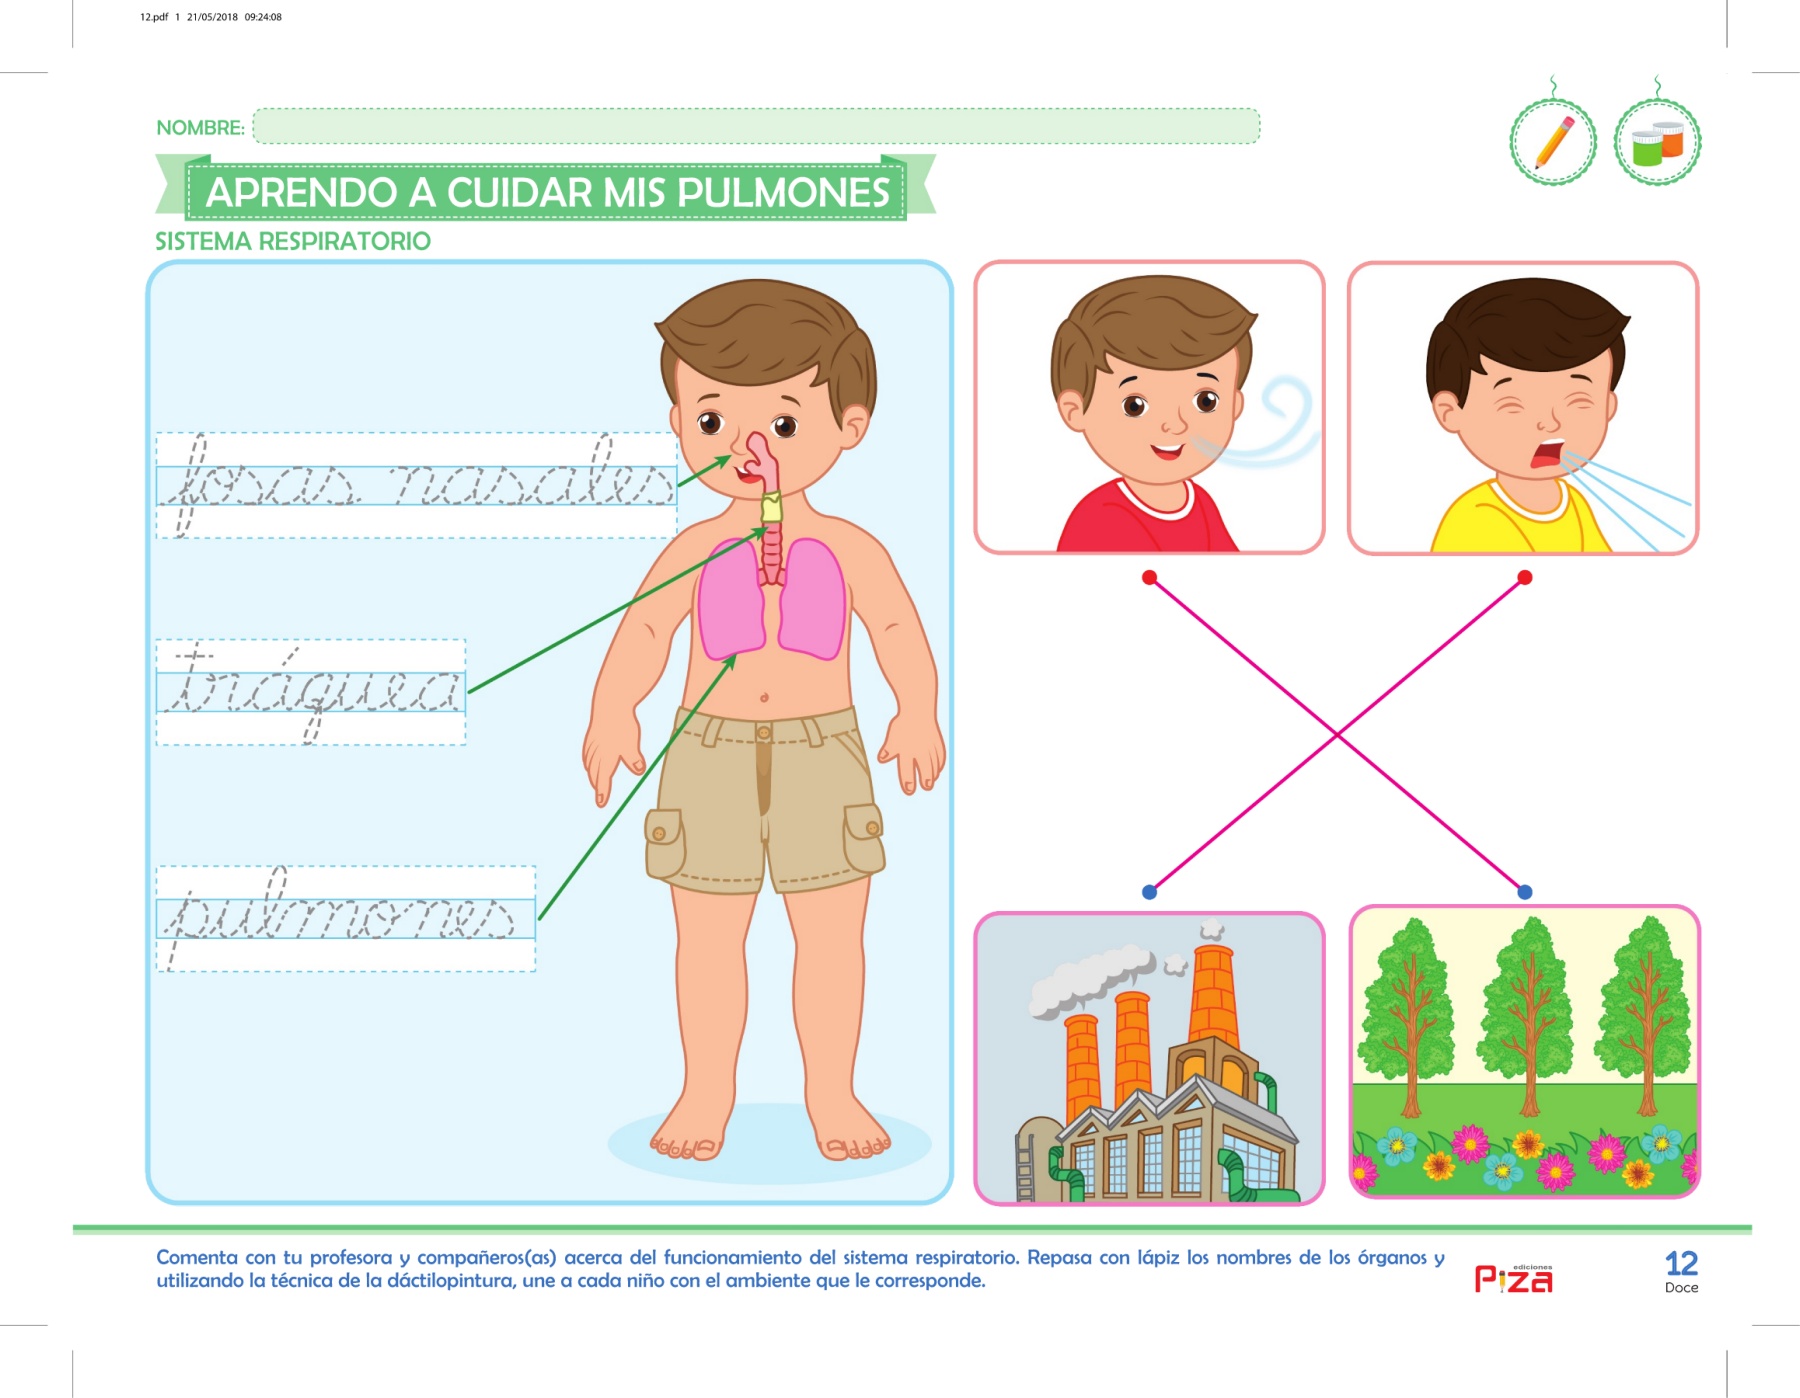 12.pdf 1 21/05/2018 09:24:08
NOMBRE:
APRENDO A CUIDAR MIS PULMONES
SISTEMA RESPIRATORIO
fosas nasales
tráquea
pulmones
Comenta con tu profesora y compañeros(as) acerca del funcionamiento del sistema respiratorio. Repasa con lápiz los nombres de los órganos y
utilizando la técnica de la dáctilopintura, une a cada niño con el ambiente que le corresponde.
ediciones
Piza
12
Doce